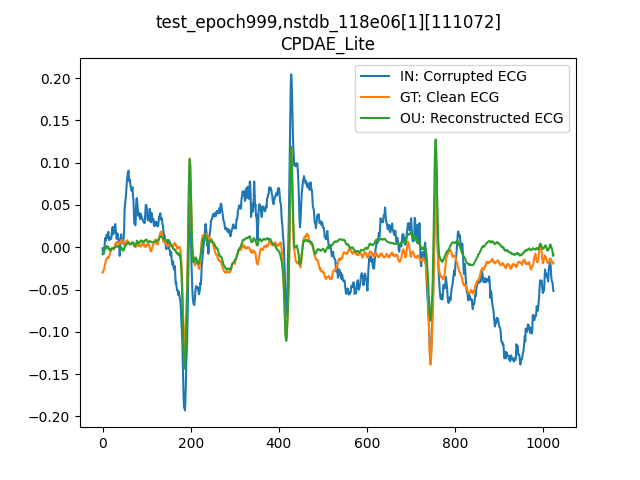 test_epoch999,nstdb_118e06[1][111072]
CPDAE_Lite
IN: Corrupted ECG
GT: Clean ECG
OU: Reconstructed ECG
0.20
0.15
0.10
0.05
0.00
−0.05
−0.10
−0.15
−0.20
0 200 400 600 800 1000